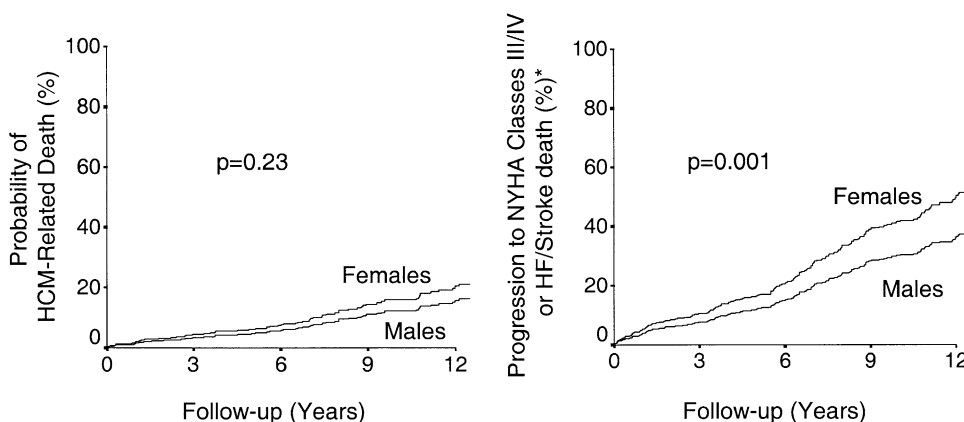 Probability of
HCM-Related Death (%)
100
80
60
40
20
0
p=0.23
Females
Males
0 3 6 9 12
Follow-up (Years)
Progression to NYHA Classes III/IV
or HF/Stroke death (%)*
100
80
60
40
20
0
p=0.001
Females
Males
0 3 6 9 12
Follow-up (Years)